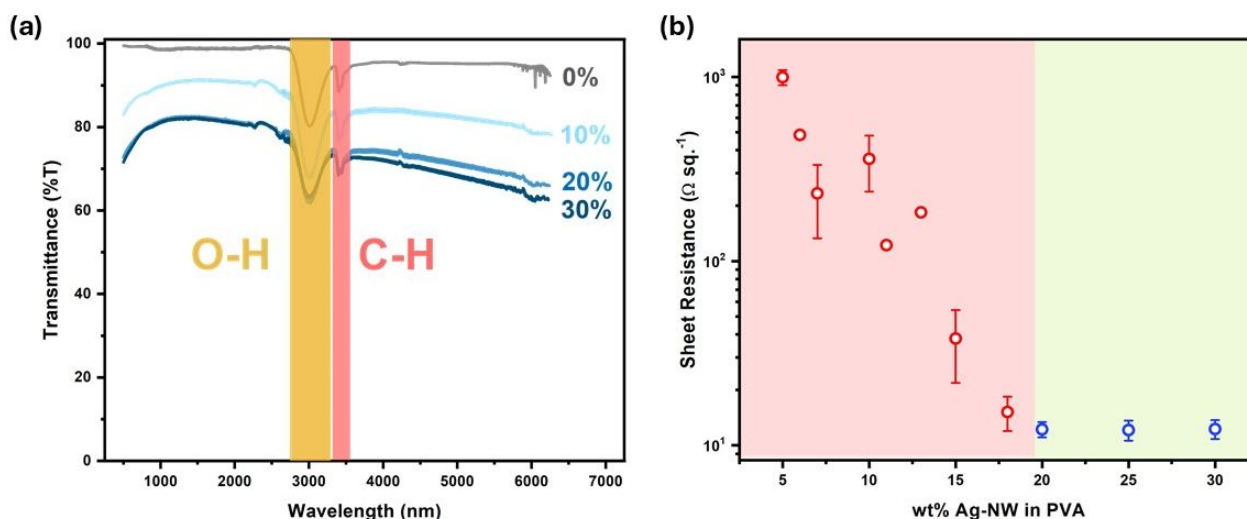 (a)
Transmittance (%T)
100
80
60
40
20
0
0%
10%
20%
30%
O-H
C-H
1000 2000 3000 4000 5000 6000 7000
Wavelength (nm)
(b)
Sheet Resistance (Ω sq.⁻¹)
10³
10²
10¹
5 10 15 20 25 30
wt% Ag-NW in PVA